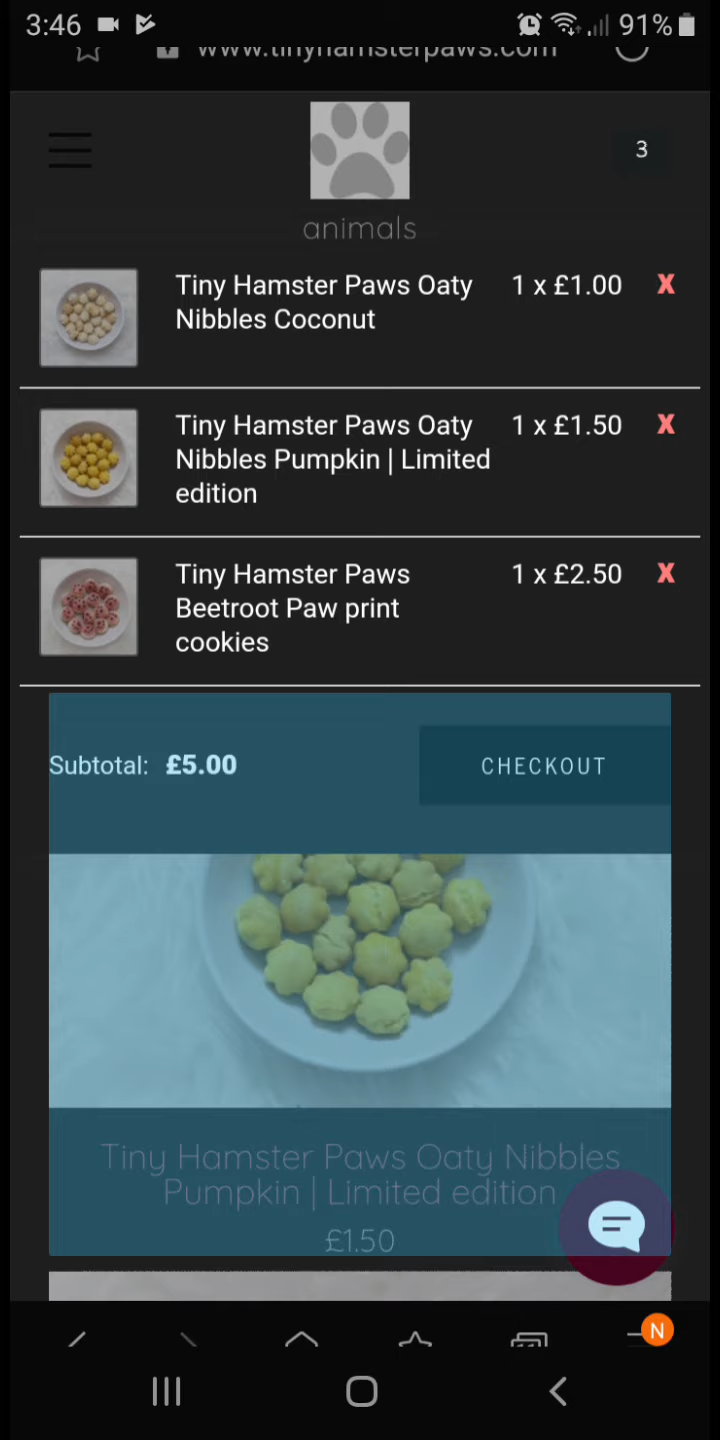 3:46
91%
www.tinyhamsterpaws.com
3
animals
Tiny Hamster Paws Oaty
Nibbles Coconut
1 x £1.00
X
Tiny Hamster Paws Oaty
Nibbles Pumpkin | Limited
edition
1 x £1.50
X
Tiny Hamster Paws
Beetroot Paw print
cookies
1 x £2.50
X
Subtotal: £5.00
CHECKOUT
Tiny Hamster Paws Oaty Nibbles
Pumpkin | Limited edition
£1.50
N